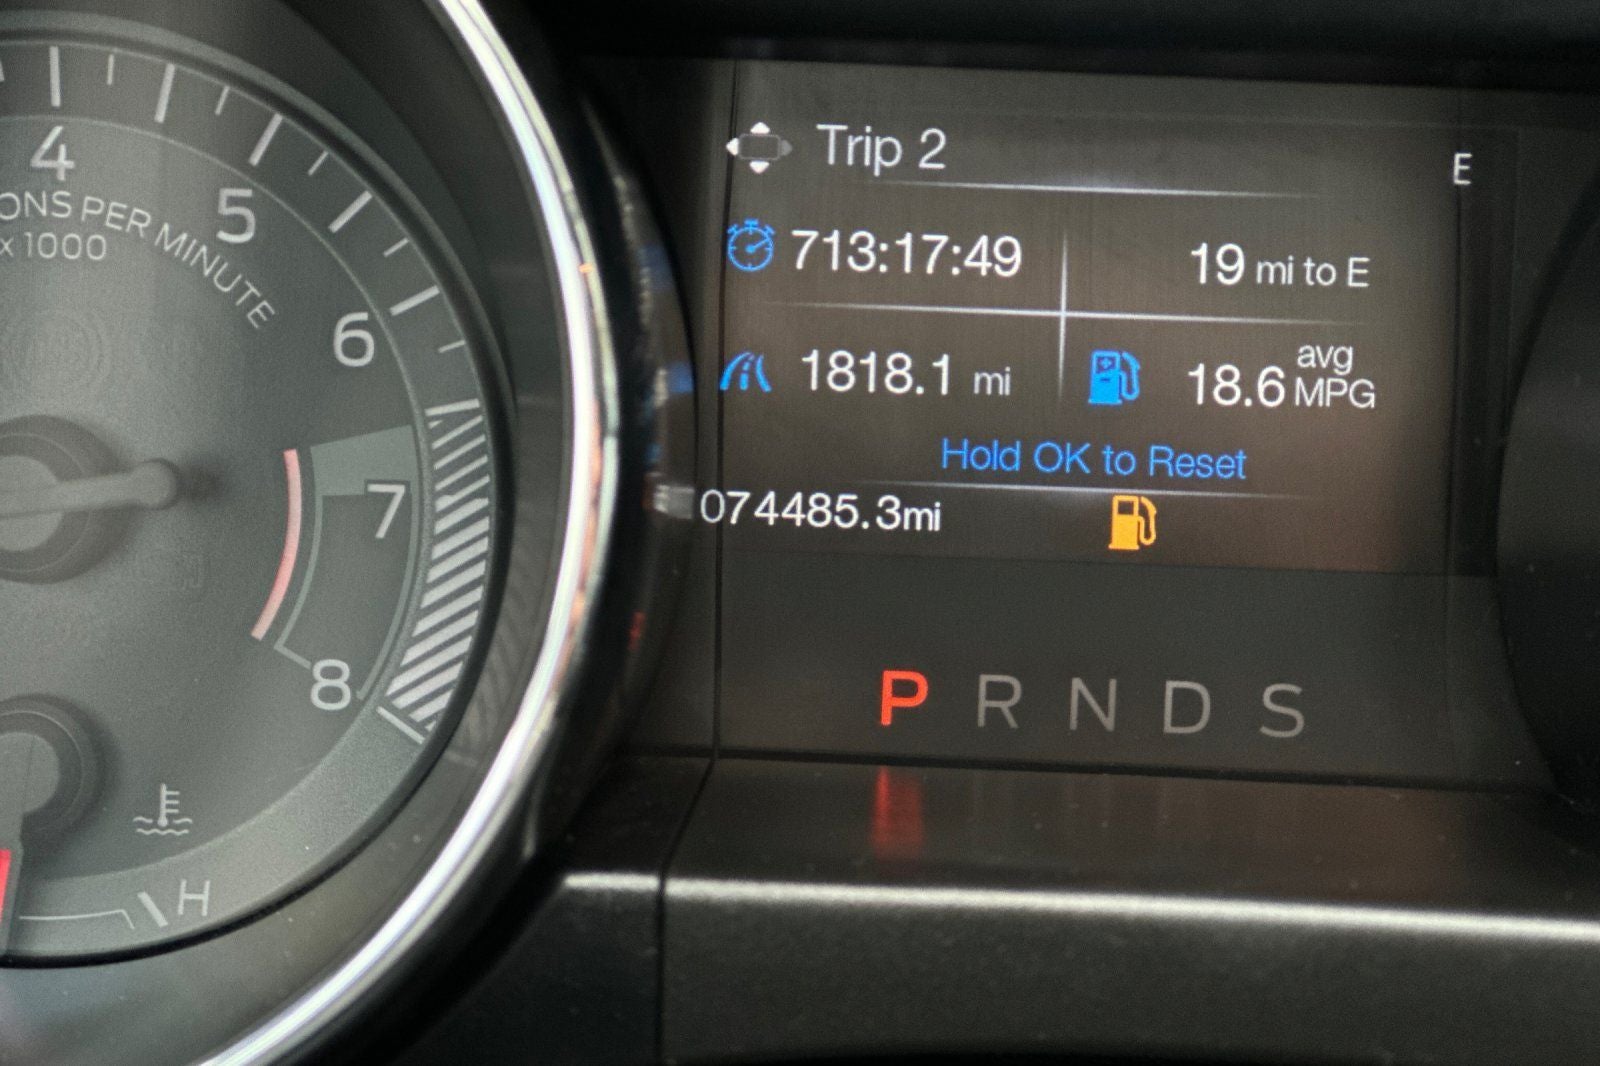 4
5
6
7
8
ONS PER MINUTE
x 1000
H
Trip 2
E
713:17:49
19 mi to E
1818.1 mi
18.6 avg MPG
Hold OK to Reset
074485.3mi
P R N D S